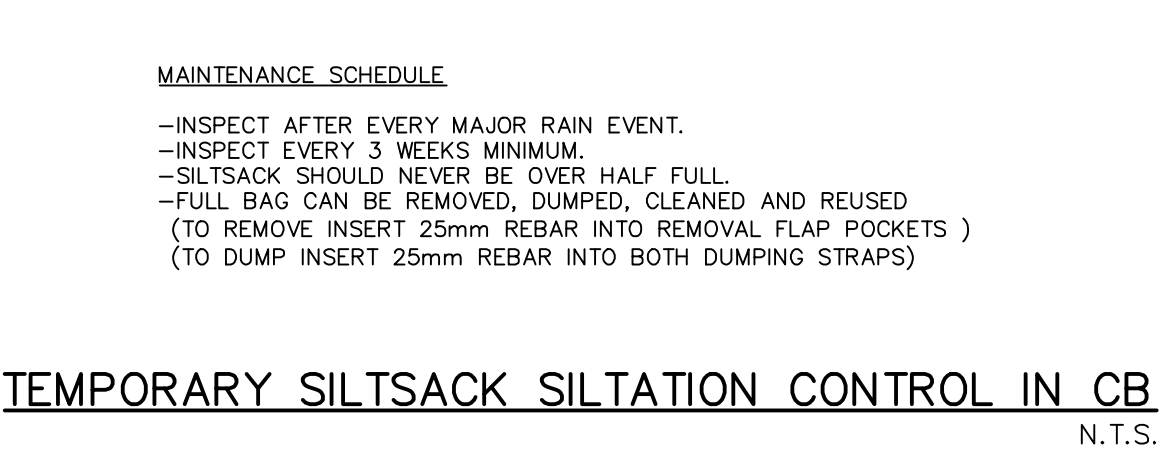 MAINTENANCE SCHEDULE
-INSPECT AFTER EVERY MAJOR RAIN EVENT.
-INSPECT EVERY 3 WEEKS MINIMUM.
-SILTSACK SHOULD NEVER BE OVER HALF FULL.
-FULL BAG CAN BE REMOVED, DUMPED, CLEANED AND REUSED
(TO REMOVE INSERT 25mm REBAR INTO REMOVAL FLAP POCKETS )
(TO DUMP INSERT 25mm REBAR INTO BOTH DUMPING STRAPS)
TEMPORARY SILTSACK SILTATION CONTROL IN CB
N.T.S.